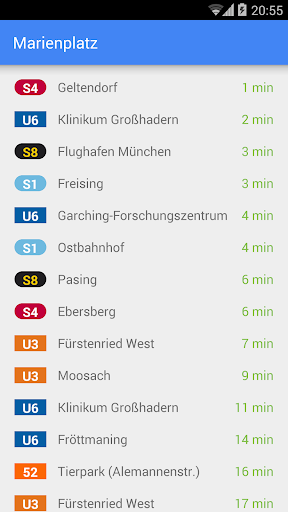 20:55
Marienplatz
S4 Geltendorf 1 min
U6 Klinikum Großhadern 2 min
S8 Flughafen München 3 min
S1 Freising 3 min
U6 Garching-Forschungszentrum 4 min
S1 Ostbahnhof 4 min
S8 Pasing 4 min
S4 Ebersberg 6 min
U3 Fürstenried West 7 min
U3 Moosach 9 min
U6 Klinikum Großhadern 11 min
U6 Fröttmaning 14 min
52 Tierpark (Alemannenstr.) 16 min
U3 Fürstenried West 17 min